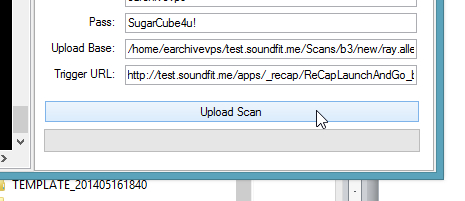 Pass: SugarCube4u!
Upload Base: /home/earchivevps/test.soundfit.me/Scans/b3/new/ray.alle
Trigger URL: http://test.soundfit.me/apps/_recap/ReCapLaunchAndGo_b
Upload Scan
TEMPLATE_201405161840